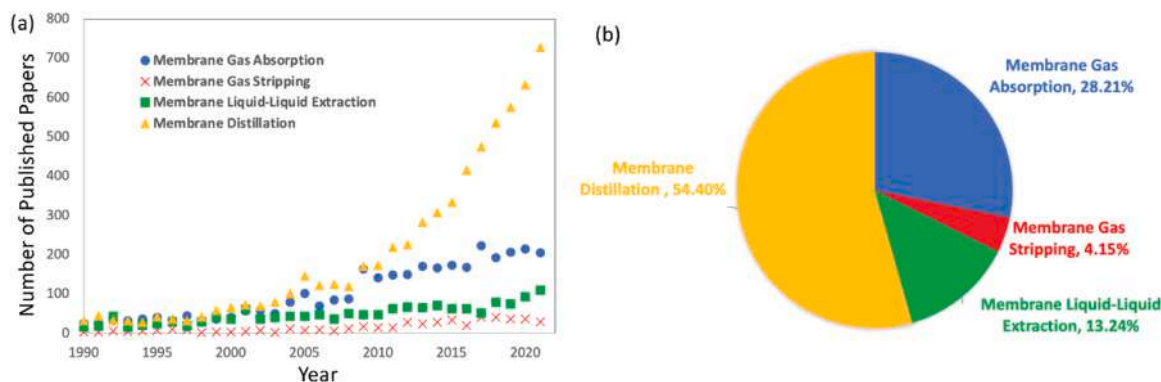 (a)
Number of Published Papers
800
700
600
500
400
300
200
100
0
Membrane Gas Absorption
Membrane Gas Stripping
Membrane Liquid-Liquid Extraction
Membrane Distillation
1990
1995
2000
2005
2010
2015
2020
Year
(b)
Membrane Gas
Absorption, 28.21%
Membrane
Distillation , 54.40%
Membrane Gas
Stripping, 4.15%
Membrane Liquid-Liquid
Extraction, 13.24%